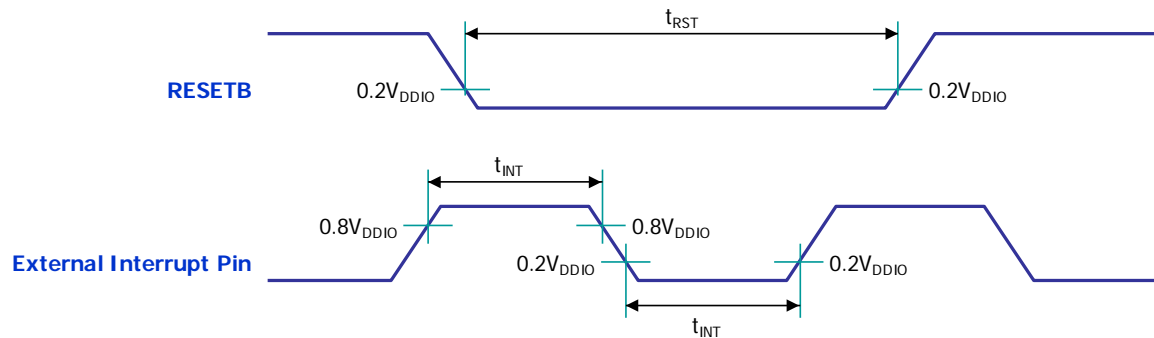 tRST
RESETB
0.2VDDIO
0.2VDDIO
tINT
0.8VDDIO
0.8VDDIO
External Interrupt Pin
0.2VDDIO
0.2VDDIO
tINT